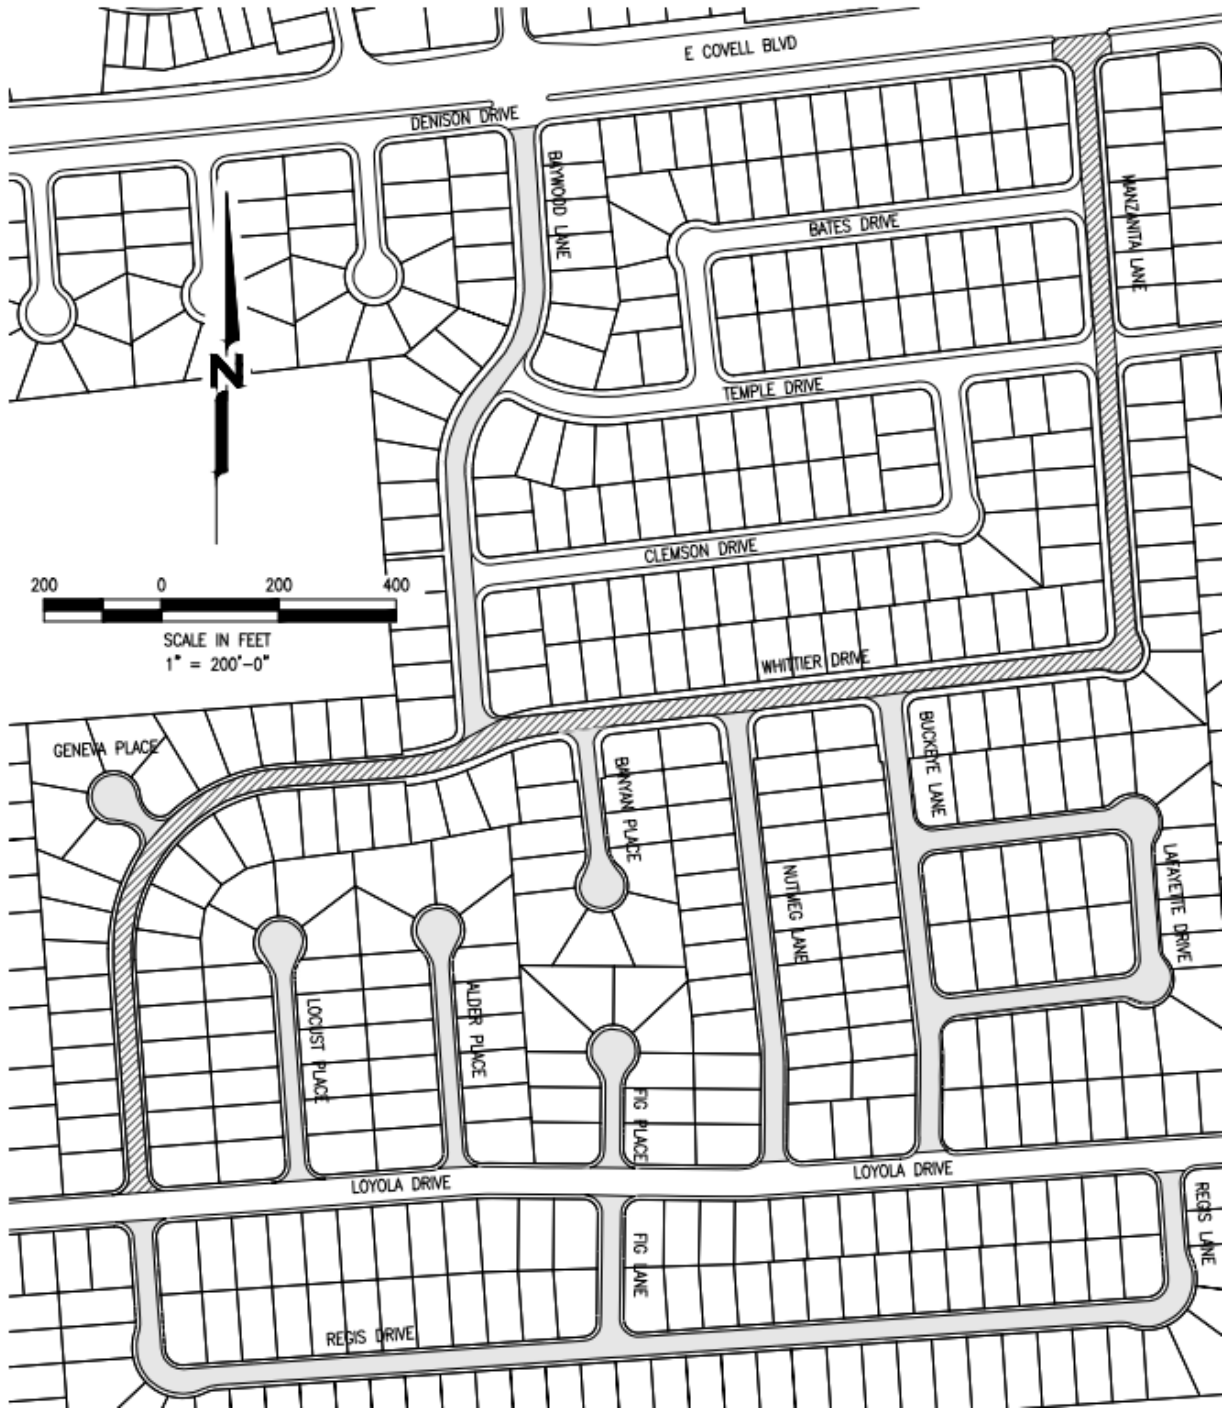 E COVELL BLVD
DENISON DRIVE
BAYWOOD LANE
MANZANITA LANE
BATES DRIVE
N
TEMPLE DRIVE
CLEMSON DRIVE
200 0 200 400
SCALE IN FEET
1" = 200'-0"
WHITTIER DRIVE
GENEVA PLACE
BUCKEYE LANE
BANYAN PLACE
NUTMEG LANE
LAFAYETTE DRIVE
LOCUST PLACE
ALDER PLACE
FIG PLACE
LOYOLA DRIVE
LOYOLA DRIVE
REGIS LANE
FIG LANE
REGIS DRIVE